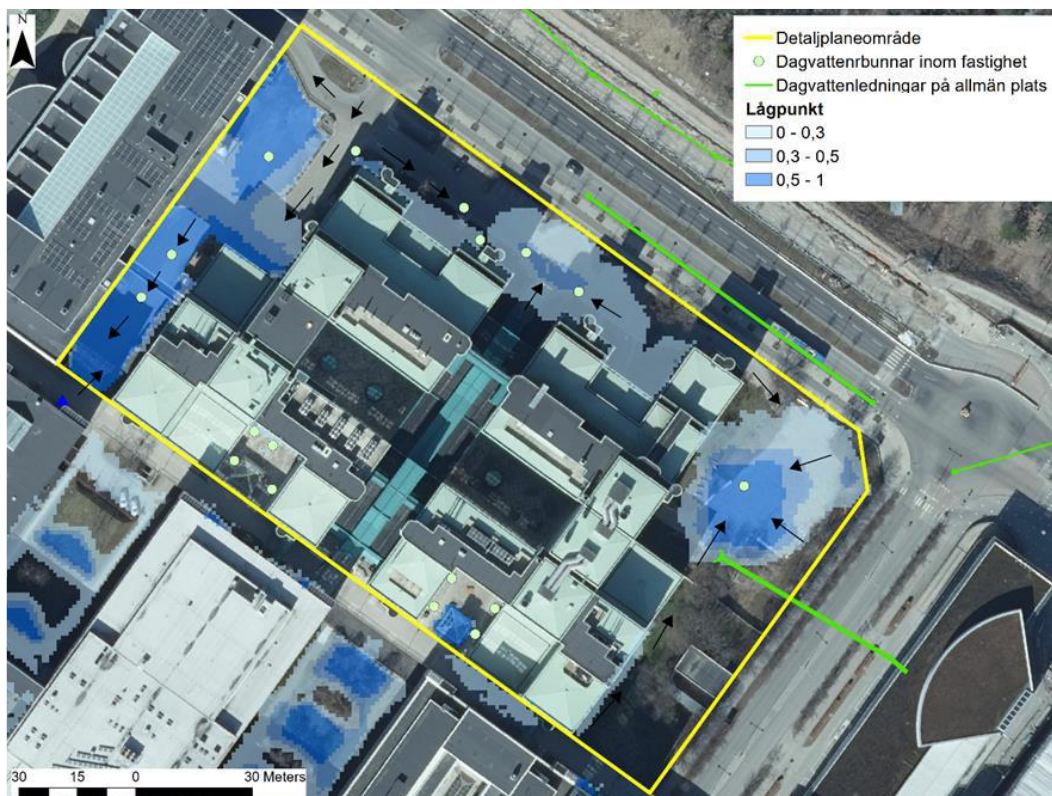 N
Detaljplaneområde
Dagvattenrbunnar inom fastighet
Dagvattenledningar på allmän plats
Lågpunkt
0 - 0,3
0,3 - 0,5
0,5 - 1
30 15 0 30 Meters